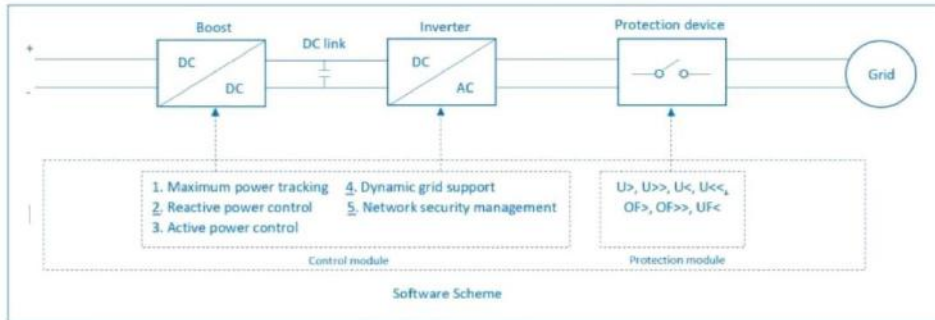 Boost
Inverter
Protection device
DC link
+
-
DC
DC
DC
AC
Grid
1. Maximum power tracking
2. Reactive power control
3. Active power control
4. Dynamic grid support
5. Network security management
U>, U>>, U<, U<<,
OF>, OF>>, UF<
Control module
Protection module
Software Scheme